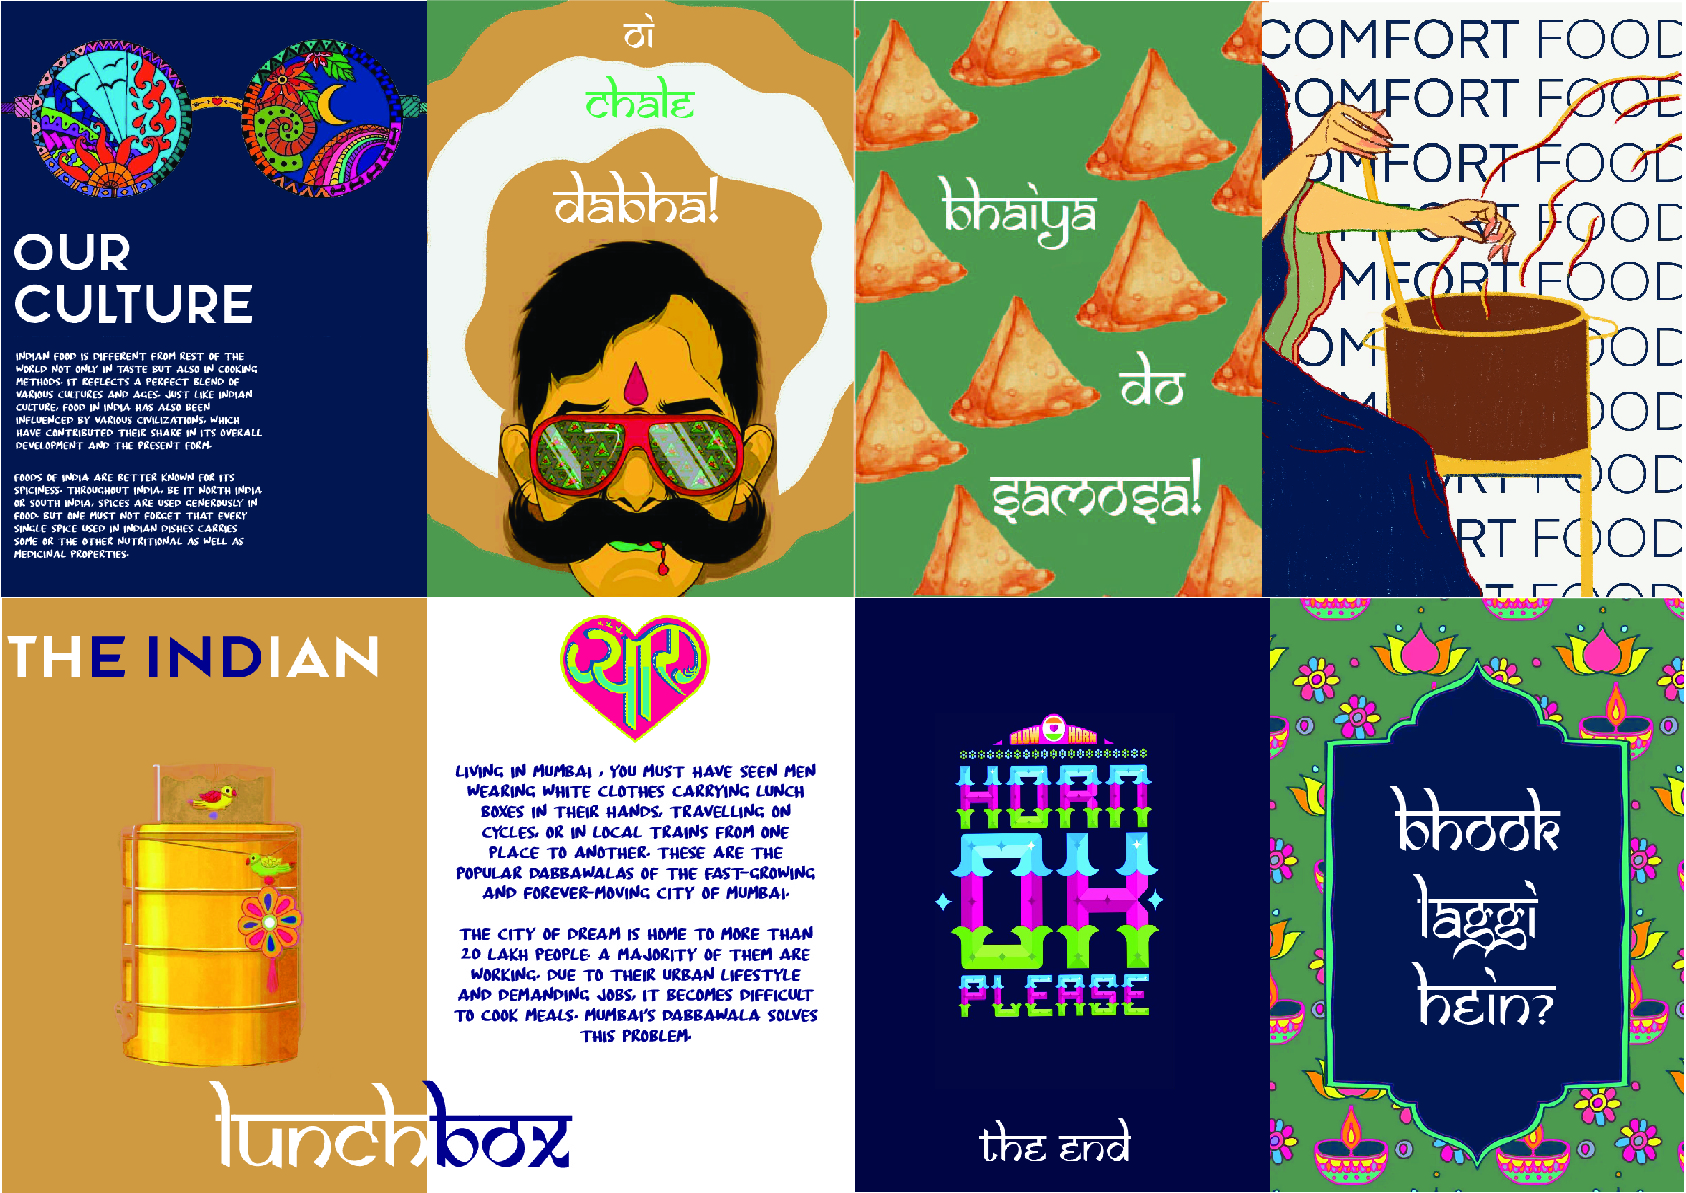 OUR
CULTURE
INDIAN FOOD IS DIFFERENT FROM REST OF THE
WORLD NOT ONLY IN TASTE BUT ALSO IN COOKING
METHODS. IT REFLECTS A PERFECT BLEND OF
VARIOUS CULTURES AND AGES. JUST LIKE INDIAN
CULTURE, FOOD IN INDIA HAS ALSO BEEN
INFLUENCED BY VARIOUS CIVILIZATIONS, WHICH
HAVE CONTRIBUTED THEIR SHARE IN ITS OVERALL
DEVELOPMENT AND THE PRESENT FORM.
FOODS OF INDIA ARE BETTER KNOWN FOR ITS
SPICINESS. THROUGHOUT INDIA, BE IT NORTH INDIA
OR SOUTH INDIA, SPICES ARE USED GENEROUSLY IN
FOOD. BUT ONE MUST NOT FORGET THAT EVERY
SINGLE SPICE USED IN INDIAN DISHES CARRIES
SOME OR THE OTHER NUTRITIONAL AS WELL AS
MEDICINAL PROPERTIES.
oi
chale
dabha!
bhaiya
do
samosa!
COMFORT FOOD
COMFORT FOOD
OMFORT FOOD
COMFORT FOOD
OMFORT FOOD
OM OOD
M OOD
FOOD
RT FOOD
T FOOD
THE INDIAN
lunchbox
प्यार
LIVING IN MUMBAI , YOU MUST HAVE SEEN MEN
WEARING WHITE CLOTHES CARRYING LUNCH
BOXES IN THEIR HANDS, TRAVELLING ON
CYCLES, OR IN LOCAL TRAINS FROM ONE
PLACE TO ANOTHER. THESE ARE THE
POPULAR DABBAWALAS OF THE FAST-GROWING
AND FOREVER-MOVING CITY OF MUMBAI.
THE CITY OF DREAM IS HOME TO MORE THAN
20 LAKH PEOPLE. A MAJORITY OF THEM ARE
WORKING. DUE TO THEIR URBAN LIFESTYLE
AND DEMANDING JOBS, IT BECOMES DIFFICULT
TO COOK MEALS. MUMBAI'S DABBAWALA SOLVES
THIS PROBLEM.
BLOW HORN
HORN
OK
PLEASE
the end
bhook
laggi
hein?